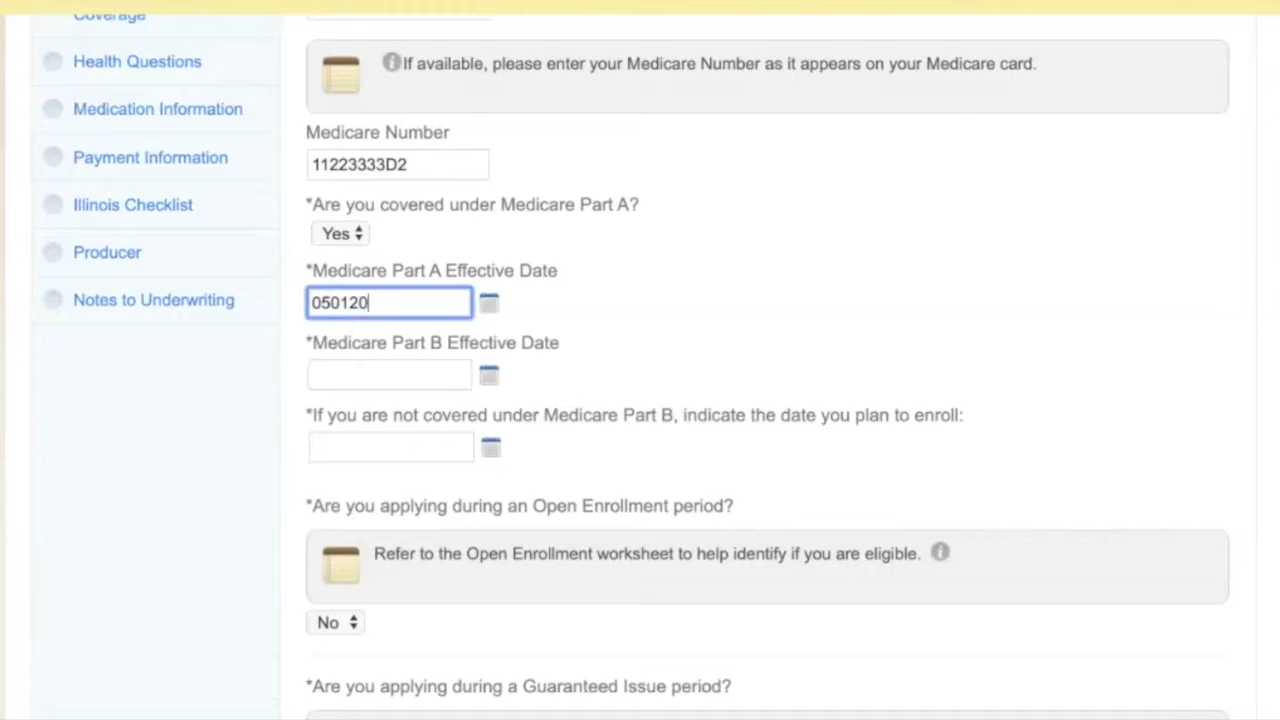 Coverage
Health Questions
Medication Information
Payment Information
Illinois Checklist
Producer
Notes to Underwriting
If available, please enter your Medicare Number as it appears on your Medicare card.
Medicare Number
11223333D2
*Are you covered under Medicare Part A?
Yes
*Medicare Part A Effective Date
050120
*Medicare Part B Effective Date
*If you are not covered under Medicare Part B, indicate the date you plan to enroll:
*Are you applying during an Open Enrollment period?
Refer to the Open Enrollment worksheet to help identify if you are eligible.
No
*Are you applying during a Guaranteed Issue period?